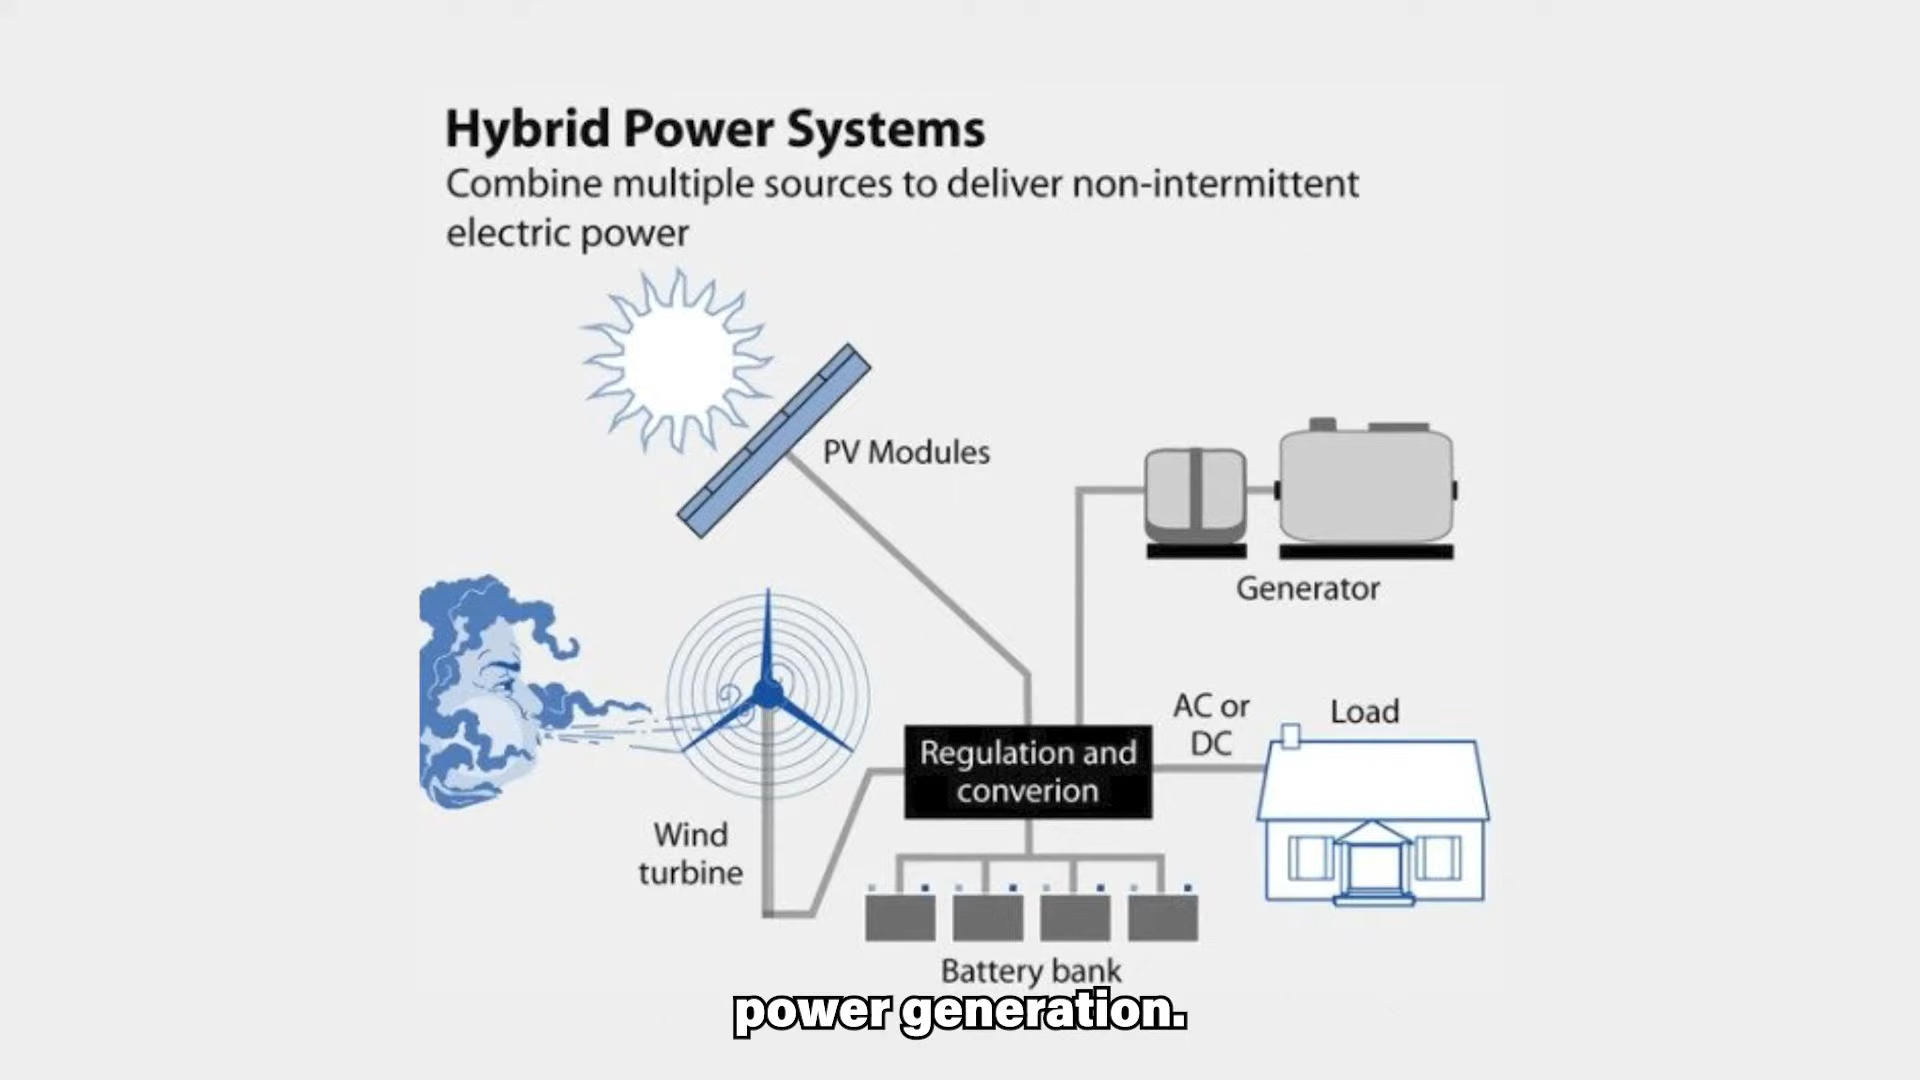 Hybrid Power Systems
Combine multiple sources to deliver non-intermittent
electric power
PV Modules
Generator
AC or
DC
Load
Regulation and
converion
Wind
turbine
Battery bank
power generation.